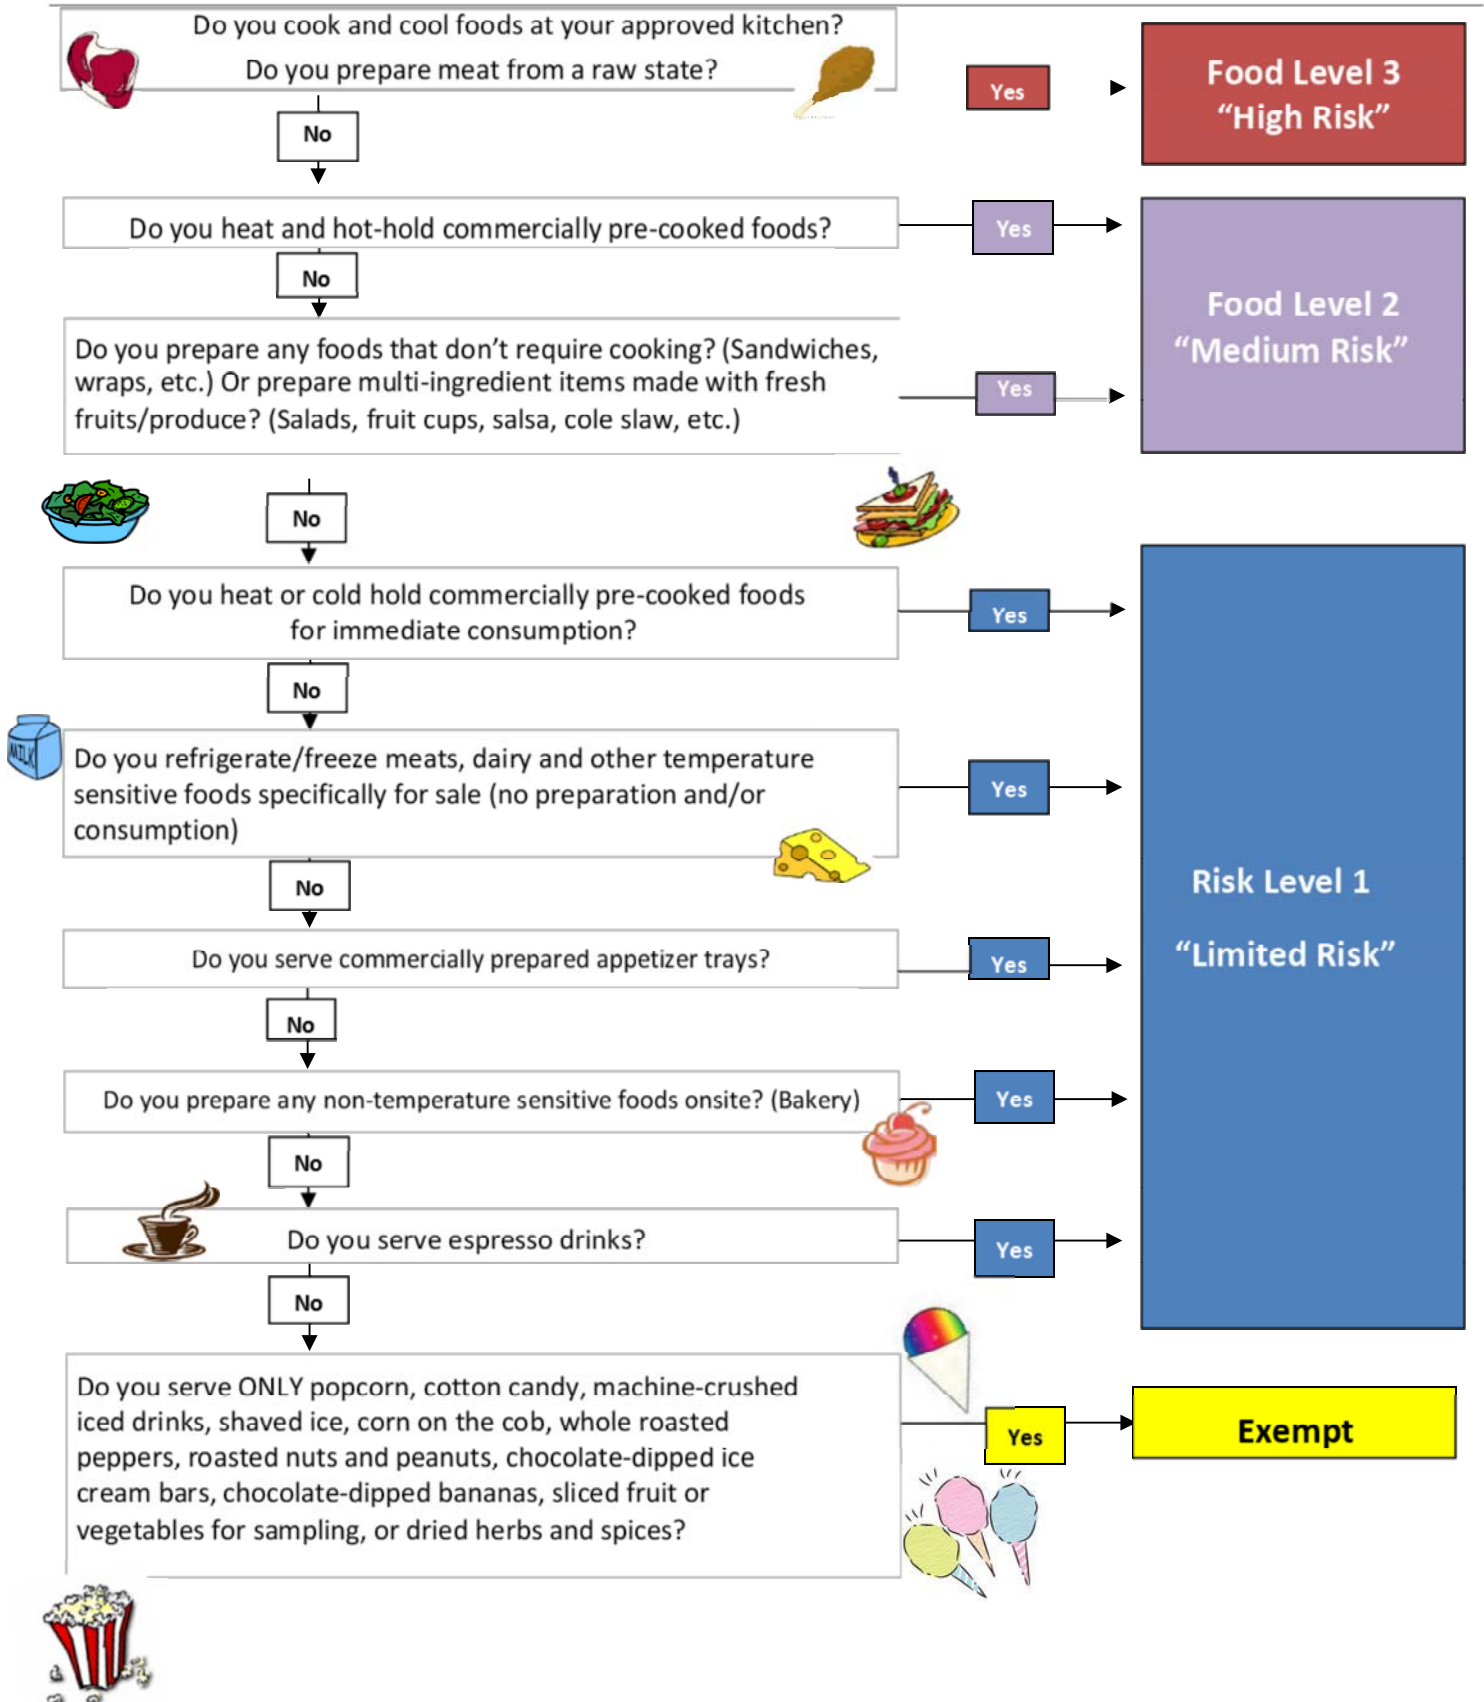 Do you cook and cool foods at your approved kitchen?
Do you prepare meat from a raw state?
Yes
Food Level 3
“High Risk”
No
Do you heat and hot-hold commercially pre-cooked foods?
Yes
No
Food Level 2
“Medium Risk”
Do you prepare any foods that don’t require cooking? (Sandwiches,
wraps, etc.) Or prepare multi-ingredient items made with fresh
fruits/produce? (Salads, fruit cups, salsa, cole slaw, etc.)
Yes
No
Do you heat or cold hold commercially pre-cooked foods
for immediate consumption?
Yes
No
MILK
Do you refrigerate/freeze meats, dairy and other temperature
sensitive foods specifically for sale (no preparation and/or
consumption)
Yes
No
Risk Level 1
“Limited Risk”
Do you serve commercially prepared appetizer trays?
Yes
No
Do you prepare any non-temperature sensitive foods onsite? (Bakery)
Yes
No
Do you serve espresso drinks?
Yes
No
Do you serve ONLY popcorn, cotton candy, machine-crushed
iced drinks, shaved ice, corn on the cob, whole roasted
peppers, roasted nuts and peanuts, chocolate-dipped ice
cream bars, chocolate-dipped bananas, sliced fruit or
vegetables for sampling, or dried herbs and spices?
Yes
Exempt